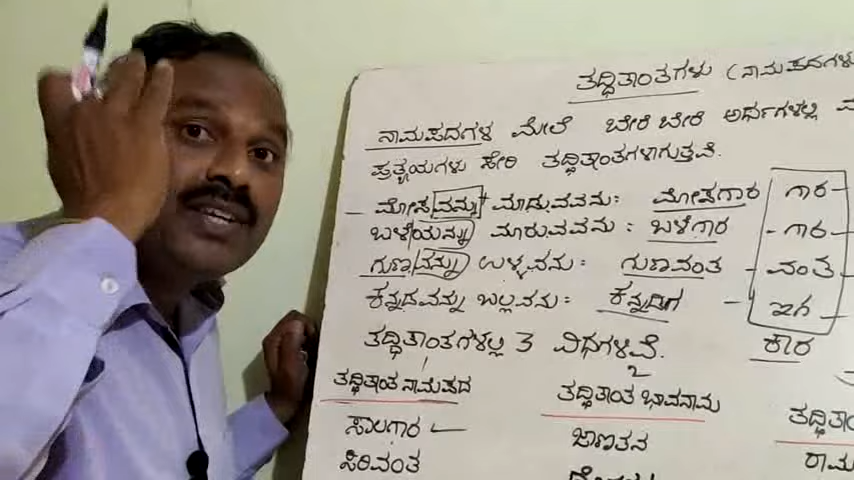 ತದ್ಧಿತಾಂತಗಳು (ನಾಮಪದಗಳ
ನಾಮಪದಗಳ ಮೇಲೆ ಬೇರೆ ಬೇರೆ ಅರ್ಥಗಳಲ್ಲಿ
ಪ್ರತ್ಯಯಗಳು ಸೇರಿ ತದ್ಧಿತಾಂತಗಳಾಗುತ್ತವೆ.
– ಮೋಸವನ್ನು ಮಾಡುವವನು: ಮೋಸಗಾರ ಗಾರ –
ಬಳೆಯನ್ನು ಮಾರುವವನು : ಬಳೆಗಾರ – ಗಾರ –
ಗುಣವನ್ನು ಉಳ್ಳವನು: ಗುಣವಂತ – ವಂತ –
ಕನ್ನಡವನ್ನು ಬಲ್ಲವನು: ಕನ್ನಡಿಗ – ಇಗ –
ತದ್ಧಿತಾಂತಗಳಲ್ಲಿ 3 ವಿಧಗಳಿವೆ. ಕಾರ
1 2
ತದ್ಧಿತಾಂತ ನಾಮಪದ ತದ್ಧಿತಾಂತ ಭಾವನಾಮ ತದ್ಧಿತಾಂ
ಸಾಲಗಾರ – ಜಾಣತನ ರಾಮ
ಸಿರಿವಂತ